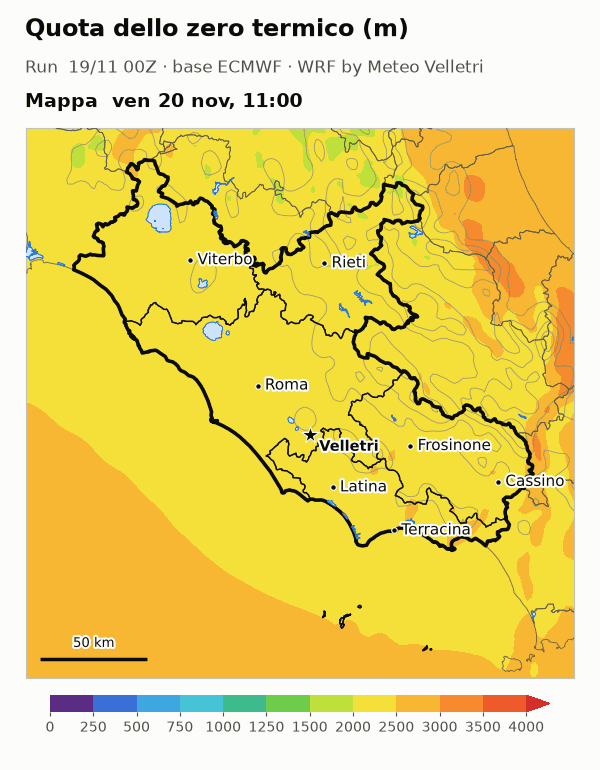 Quota dello zero termico (m)
Run  19/11 00Z · base ECMWF · WRF by Meteo Velletri
Mappa  ven 20 nov, 11:00
Viterbo
Rieti
Roma
Velletri
Frosinone
Latina
Cassino
Terracina
50 km
0 250 500 750 1000 1250 1500 2000 2500 3000 3500 4000